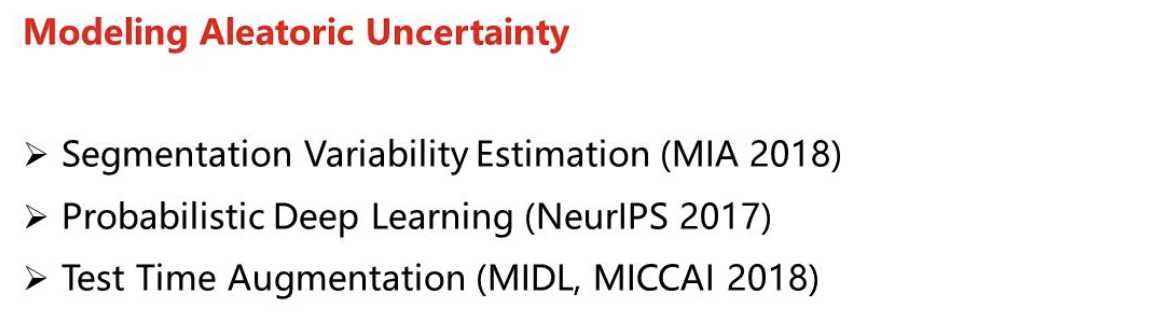 Modeling Aleatoric Uncertainty
➢ Segmentation Variability Estimation (MIA 2018)
➢ Probabilistic Deep Learning (NeurIPS 2017)
➢ Test Time Augmentation (MIDL, MICCAI 2018)